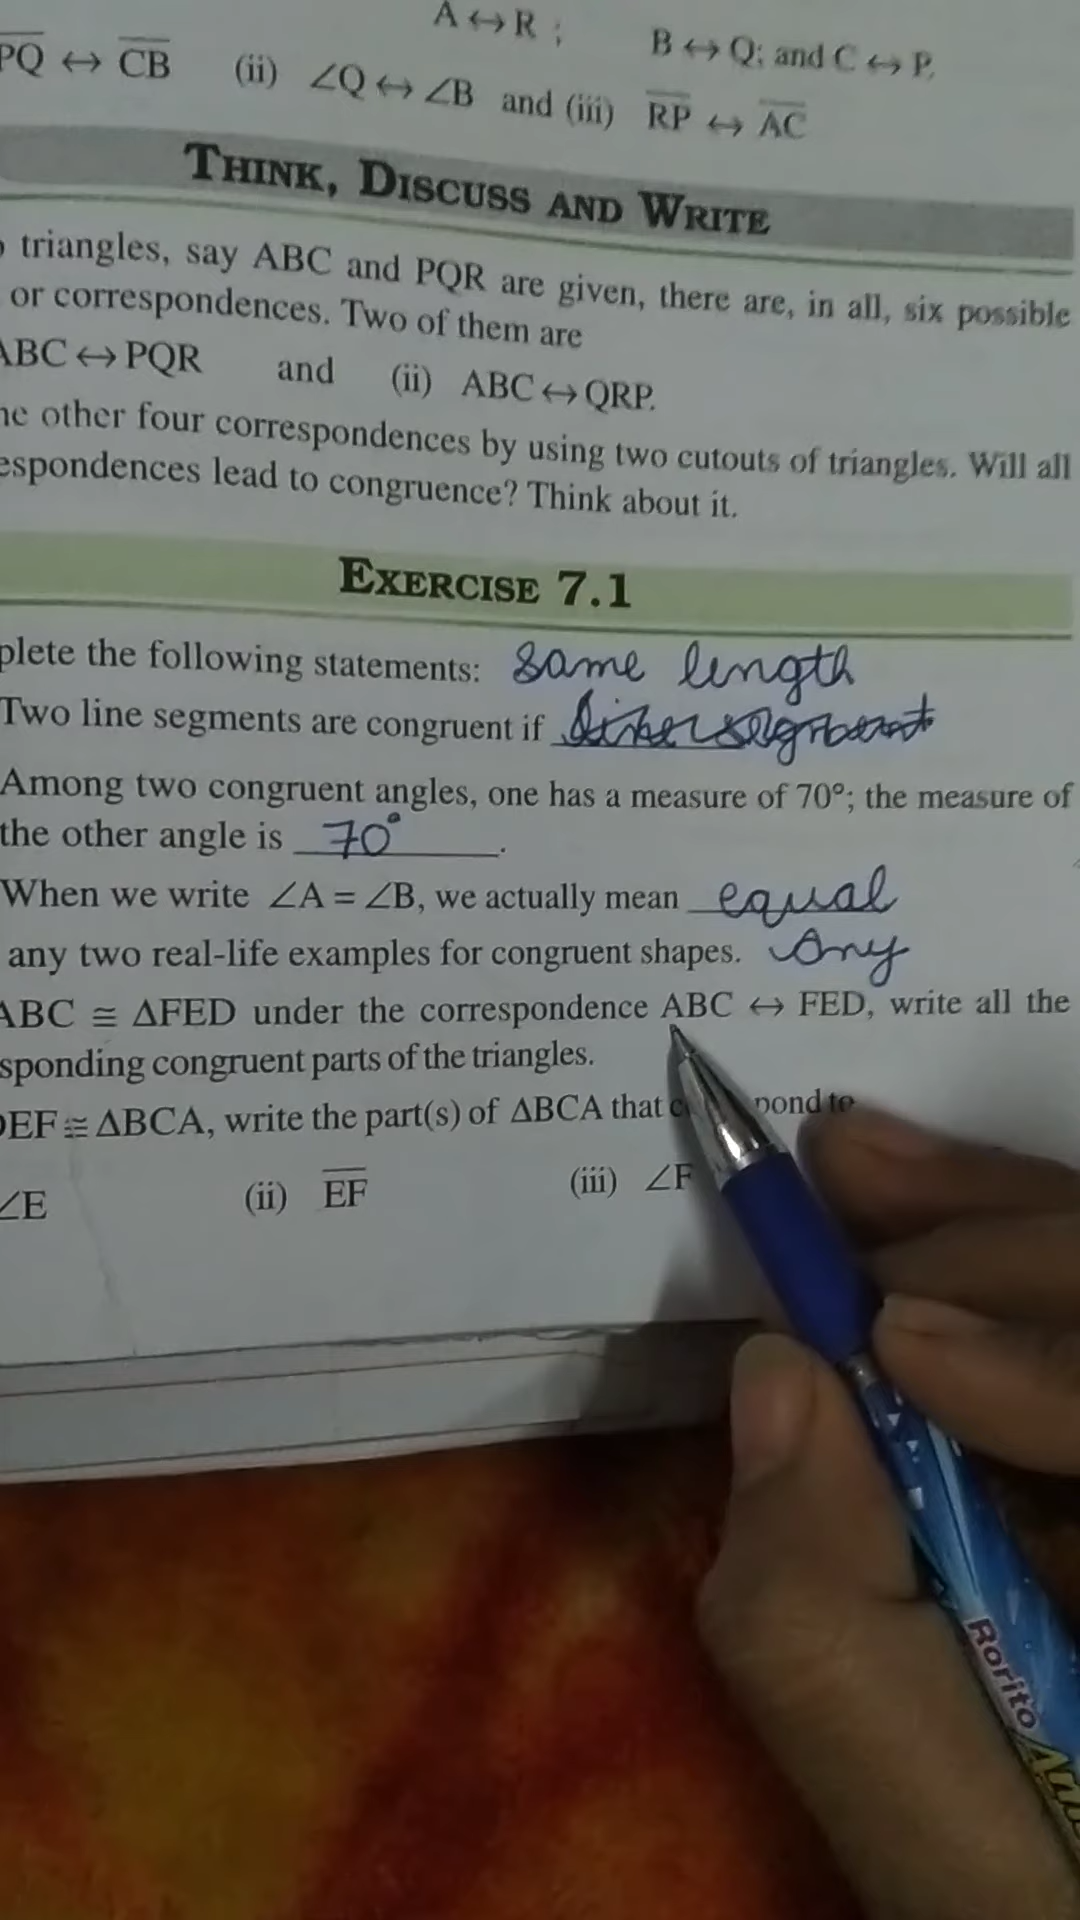 A ↔ R ; B ↔ Q; and C ↔ P.
PQ ↔ CB (ii) ∠Q ↔ ∠B and (iii) RP ↔ AC
THINK, DISCUSS AND WRITE
triangles, say ABC and PQR are given, there are, in all, six possible
or correspondences. Two of them are
ABC ↔ PQR and (ii) ABC ↔ QRP.
he other four correspondences by using two cutouts of triangles. Will all
espondences lead to congruence? Think about it.
EXERCISE 7.1
plete the following statements: same length
Two line segments are congruent if
Among two congruent angles, one has a measure of 70°; the measure of
the other angle is 70°.
When we write ∠A = ∠B, we actually mean equal
any two real-life examples for congruent shapes. Any
ABC ≅ ΔFED under the correspondence ABC ↔ FED, write all the
sponding congruent parts of the triangles.
DEF ≅ ΔBCA, write the part(s) of ΔBCA that c pond to
∠E (ii) EF (iii) ∠F
Rorito